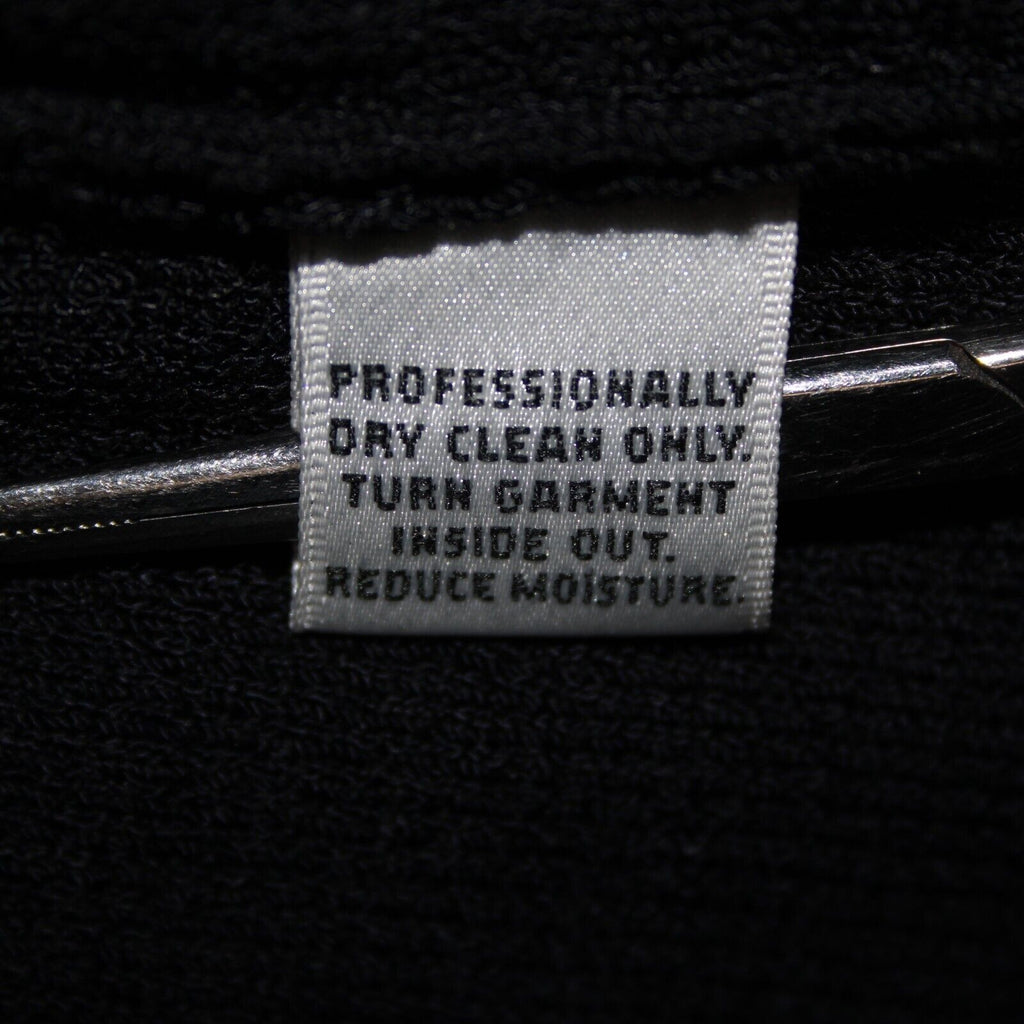 PROFESSIONALLY
DRY CLEAN ONLY.
TURN GARMENT
INSIDE OUT.
REDUCE MOISTURE.